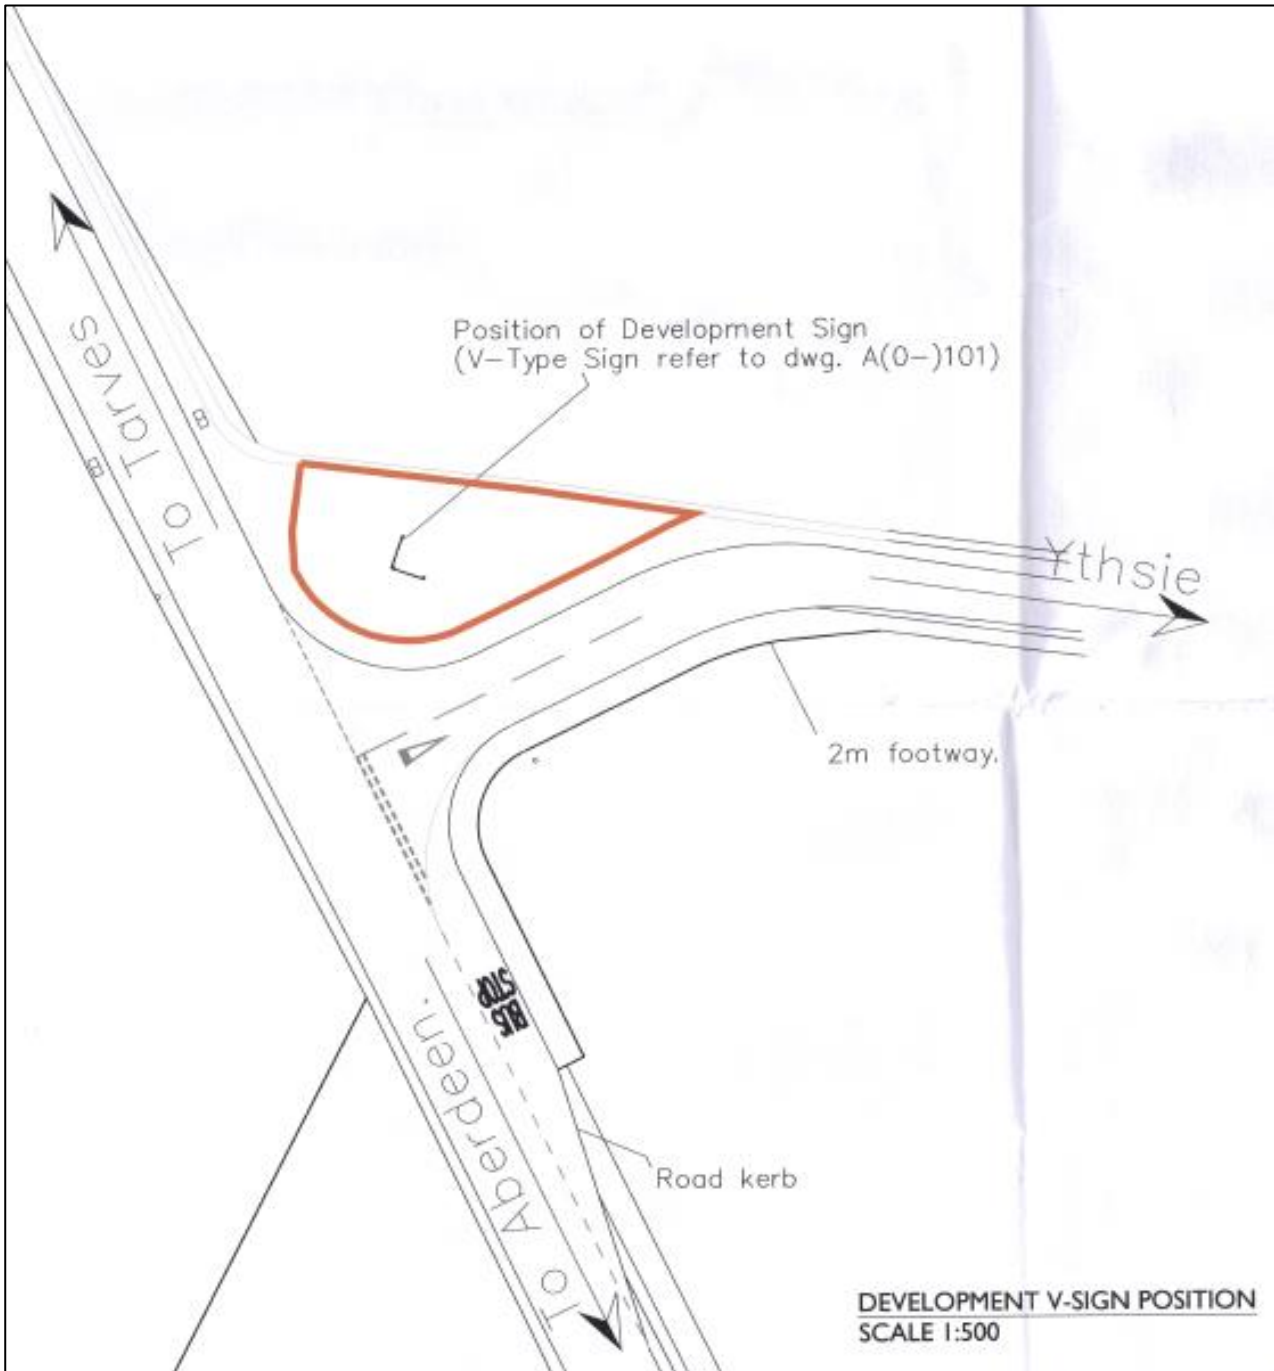 Position of Development Sign
(V-Type Sign refer to dwg. A(0-)101)
To Tarves
Ythsie
2m footway.
BUS
STOP
To Aberdeen.
Road kerb
DEVELOPMENT V-SIGN POSITION
SCALE 1:500